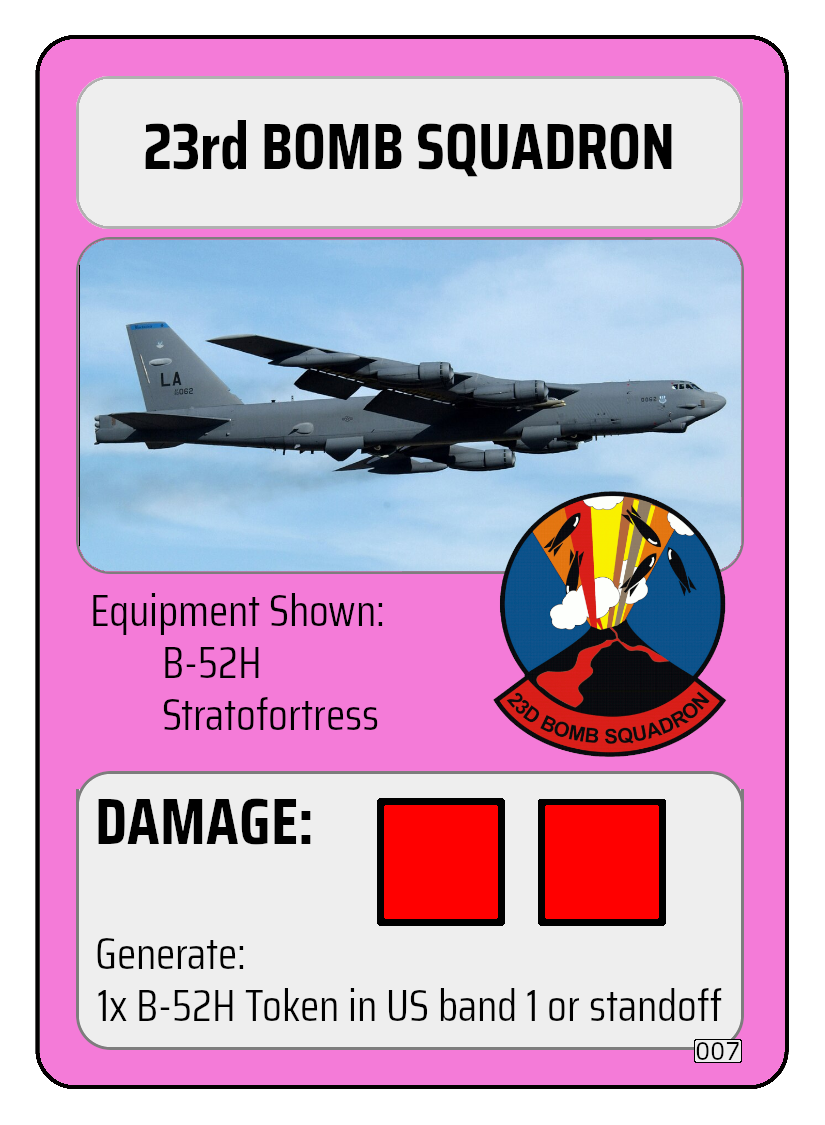 23rd BOMB SQUADRON
LA
0062
Equipment Shown:
B-52H
Stratofortress
23D BOMB SQUADRON
DAMAGE:
Generate:
1x B-52H Token in US band 1 or standoff
007